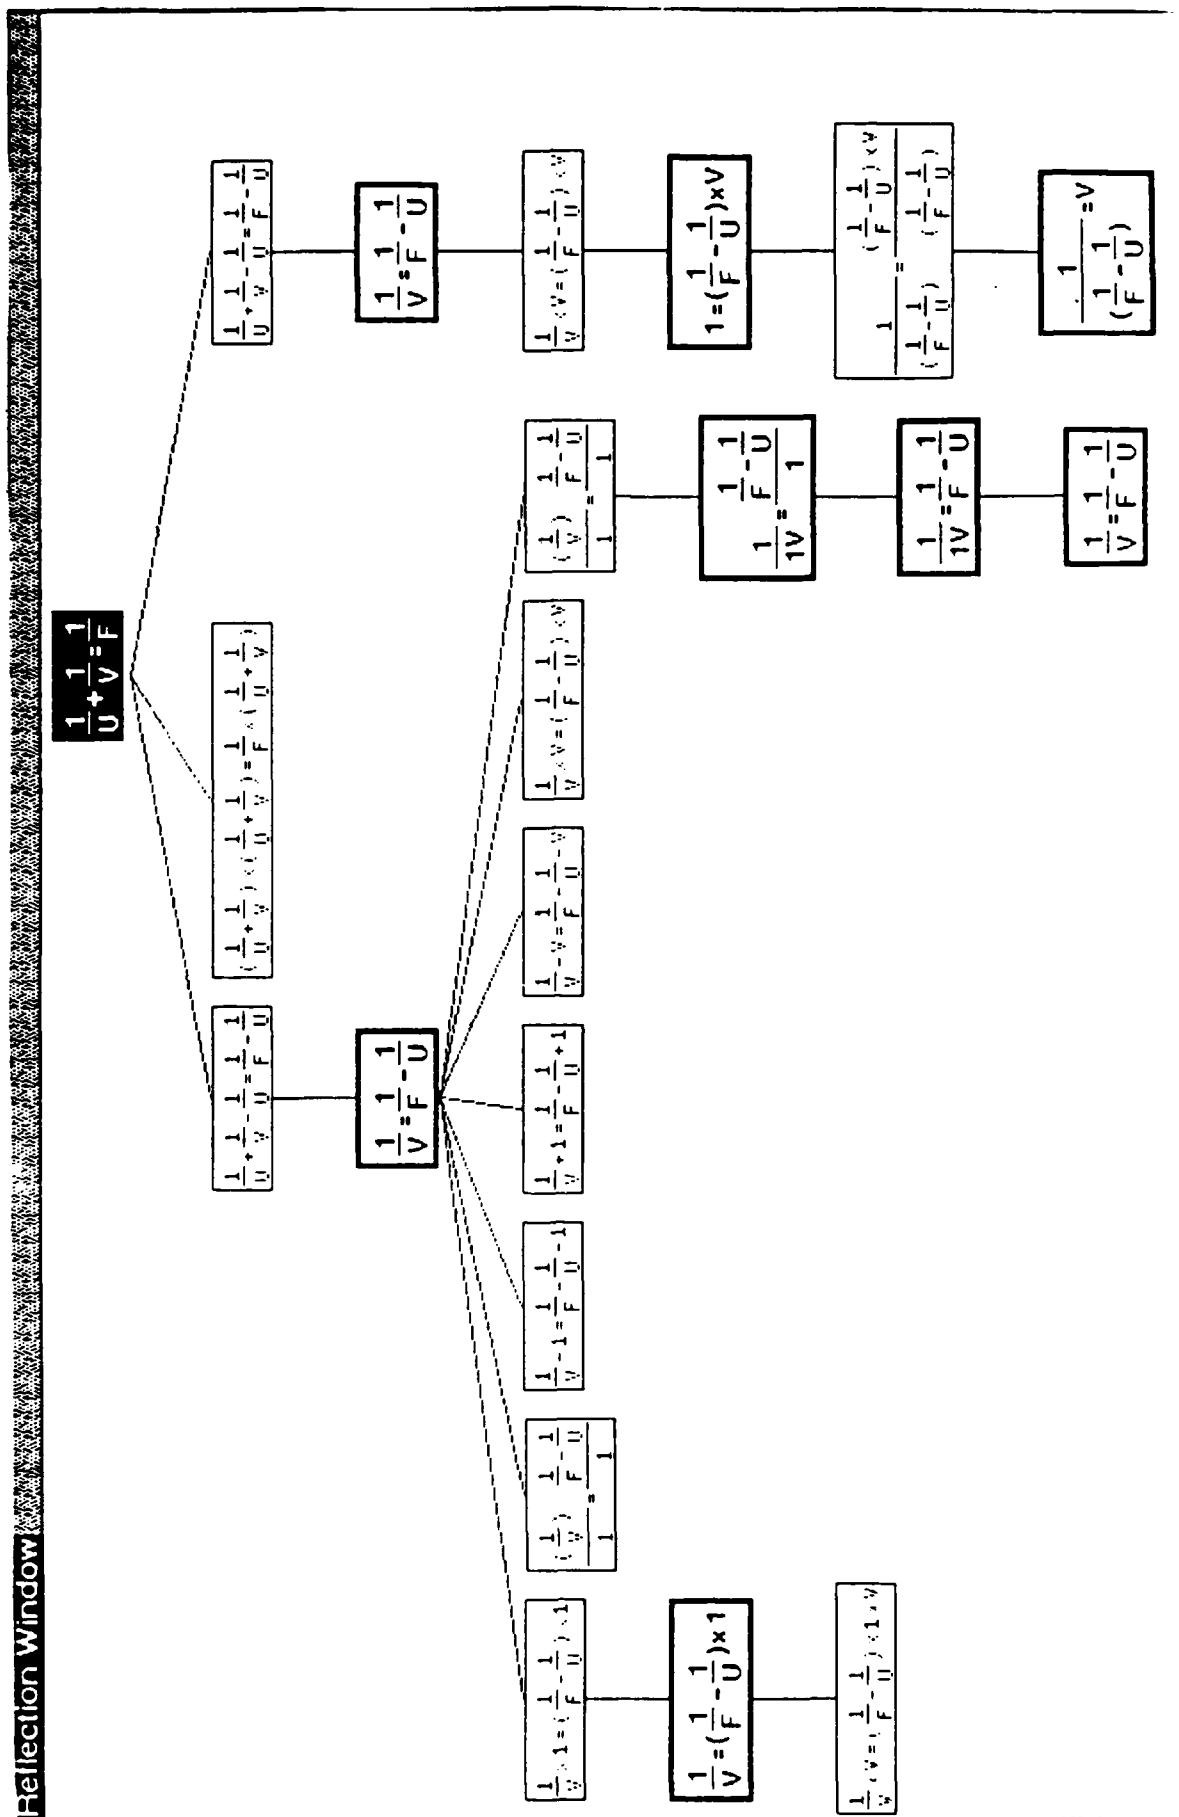 Reflection Window
1/U + 1/V = 1/F
1/U + 1/V - 1/U = 1/F - 1/U
(1/U + 1/V) × (1/U + 1/V) = 1/F × (1/U + 1/V)
1/U + 1/V - 1/U = 1/F - 1/U
1/V = 1/F - 1/U
1/V = 1/F - 1/U
1/V × 1 = (1/F - 1/U) × 1
(1/V)/1 = (1/F - 1/U)/1
1/V - 1 = 1/F - 1/U - 1
1/V + 1 = 1/F - 1/U + 1
1/V - V = 1/F - 1/U - V
1/V × V = (1/F - 1/U) × V
(1/V)/1 = (1/F - 1/U)/1
1/V × V = (1/F - 1/U) × V
1/V = (1/F - 1/U) × 1
1/1V = (1/F - 1/U)/1
1 = (1/F - 1/U) × V
1/V × V = (1/F - 1/U) × 1 × V
1/1V = 1/F - 1/U
1/(1/F - 1/U) = (1/F - 1/U) × V/(1/F - 1/U)
1/V = 1/F - 1/U
1/(1/F - 1/U) = V